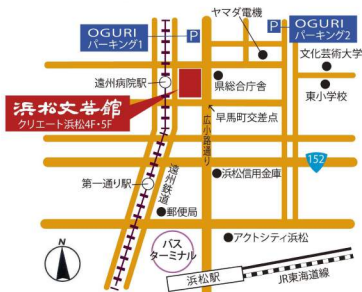 ヤマダ電機
OGURI
パーキング1
P
P
OGURI
パーキング2
文化芸術大学
遠州病院駅
県総合庁舎
東小学校
浜松文芸館
クリエート浜松4F・5F
早馬町交差点
広小路通り
152
遠州鉄道
浜松信用金庫
第一通り駅
郵便局
アクトシティ浜松
バス
ターミナル
N
浜松駅
JR東海道線